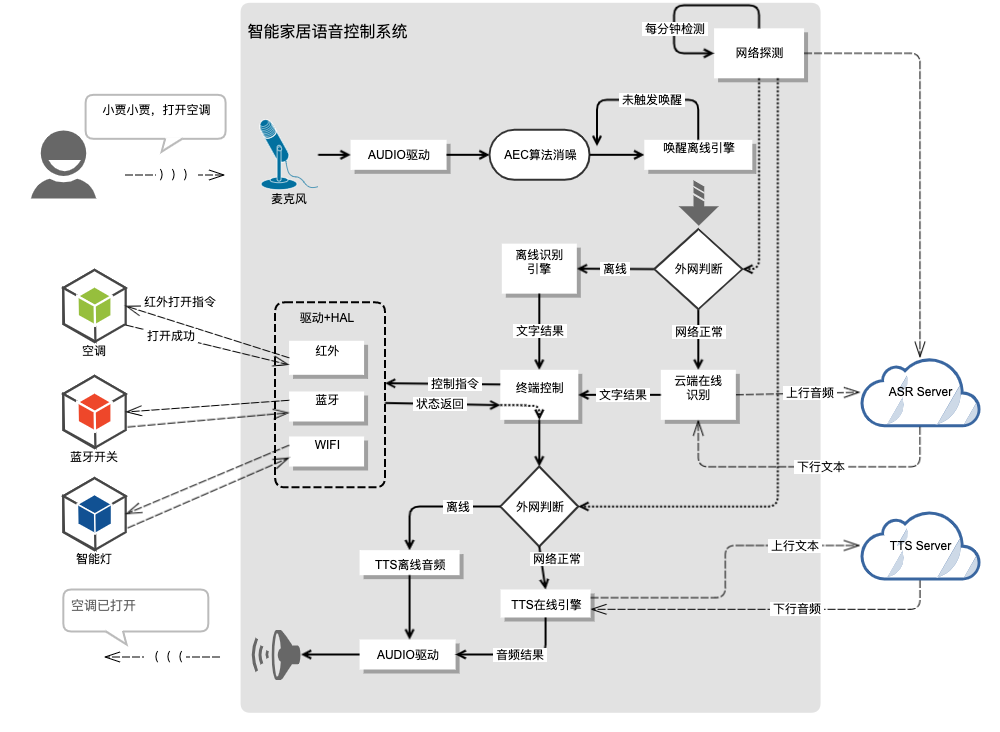 智能家居语音控制系统
每分钟检测
网络探测
小贾小贾，打开空调
未触发唤醒
AUDIO驱动
AEC算法消噪
唤醒离线引擎
麦克风
离线识别
引擎
离线
外网判断
红外打开指令
打开成功
空调
驱动+HAL
红外
文字结果
网络正常
控制指令
终端控制
文字结果
云端在线
识别
上行音频
ASR Server
蓝牙
状态返回
蓝牙开关
WIFI
下行文本
离线
外网判断
智能灯
网络正常
上行文本
TTS Server
TTS离线音频
空调已打开
TTS在线引擎
下行音频
AUDIO驱动
音频结果